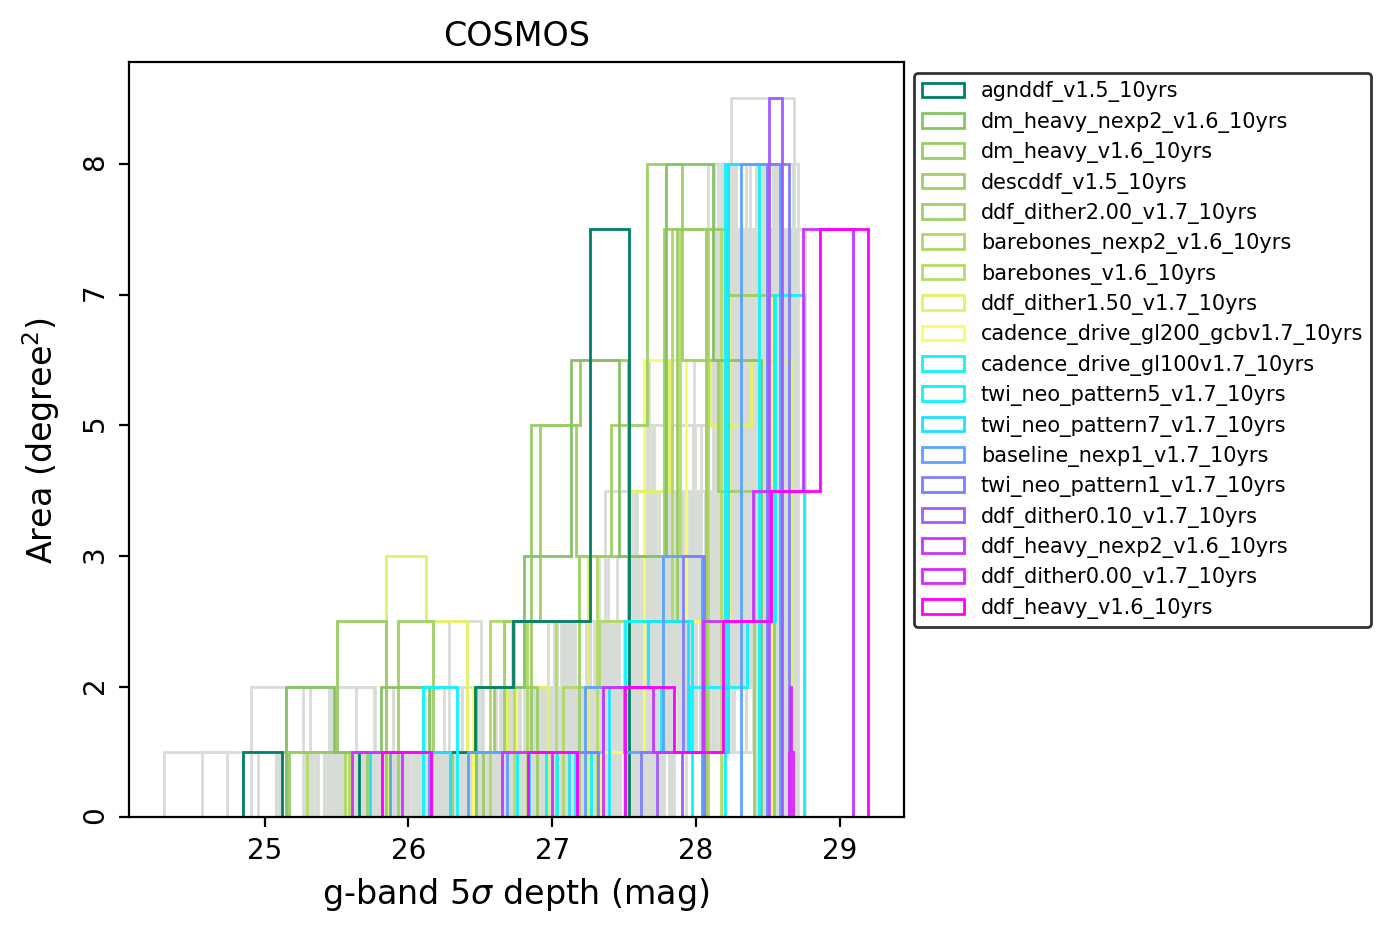 COSMOS
8
7
5
3
2
0
Area (degree²)
25 26 27 28 29
g-band 5σ depth (mag)
agnddf_v1.5_10yrs
dm_heavy_nexp2_v1.6_10yrs
dm_heavy_v1.6_10yrs
descddf_v1.5_10yrs
ddf_dither2.00_v1.7_10yrs
barebones_nexp2_v1.6_10yrs
barebones_v1.6_10yrs
ddf_dither1.50_v1.7_10yrs
cadence_drive_gl200_gcbv1.7_10yrs
cadence_drive_gl100v1.7_10yrs
twi_neo_pattern5_v1.7_10yrs
twi_neo_pattern7_v1.7_10yrs
baseline_nexp1_v1.7_10yrs
twi_neo_pattern1_v1.7_10yrs
ddf_dither0.10_v1.7_10yrs
ddf_heavy_nexp2_v1.6_10yrs
ddf_dither0.00_v1.7_10yrs
ddf_heavy_v1.6_10yrs